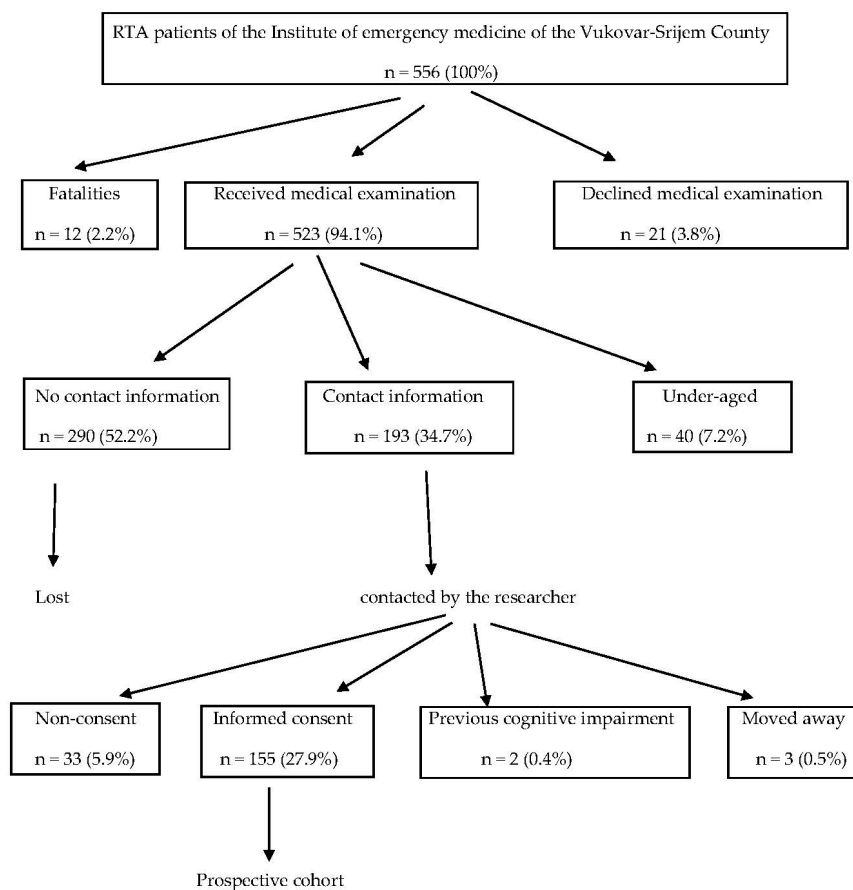 RTA patients of the Institute of emergency medicine of the Vukovar-Srijem County
n = 556 (100%)
Fatalities
n = 12 (2.2%)
Received medical examination
n = 523 (94.1%)
Declined medical examination
n = 21 (3.8%)
No contact information
n = 290 (52.2%)
Contact information
n = 193 (34.7%)
Under-aged
n = 40 (7.2%)
Lost
contacted by the researcher
Non-consent
n = 33 (5.9%)
Informed consent
n = 155 (27.9%)
Previous cognitive impairment
n = 2 (0.4%)
Moved away
n = 3 (0.5%)
Prospective cohort